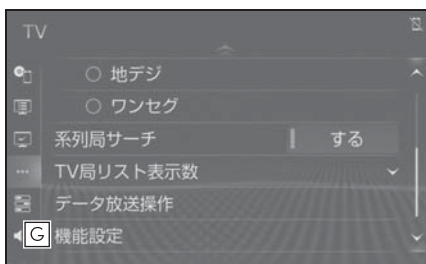 TV
○ 地デジ
○ ワンセグ
系列局サーチ する
TV局リスト表示数
データ放送操作
G 機能設定